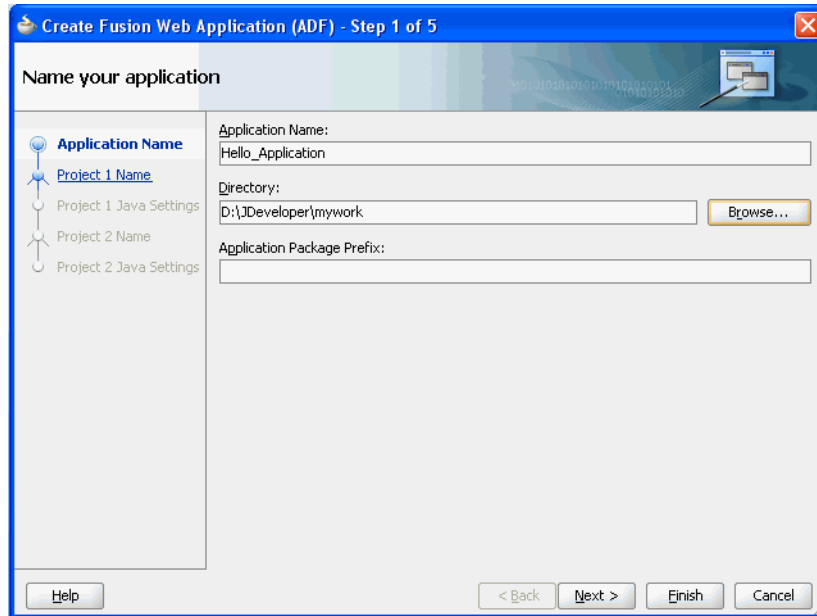 Create Fusion Web Application (ADF) - Step 1 of 5
Name your application
Application Name
Project 1 Name
Project 1 Java Settings
Project 2 Name
Project 2 Java Settings
Application Name:
Hello_Application
Directory:
D:\JDeveloper\mywork
Browse...
Application Package Prefix:
Help
< Back
Next >
Finish
Cancel